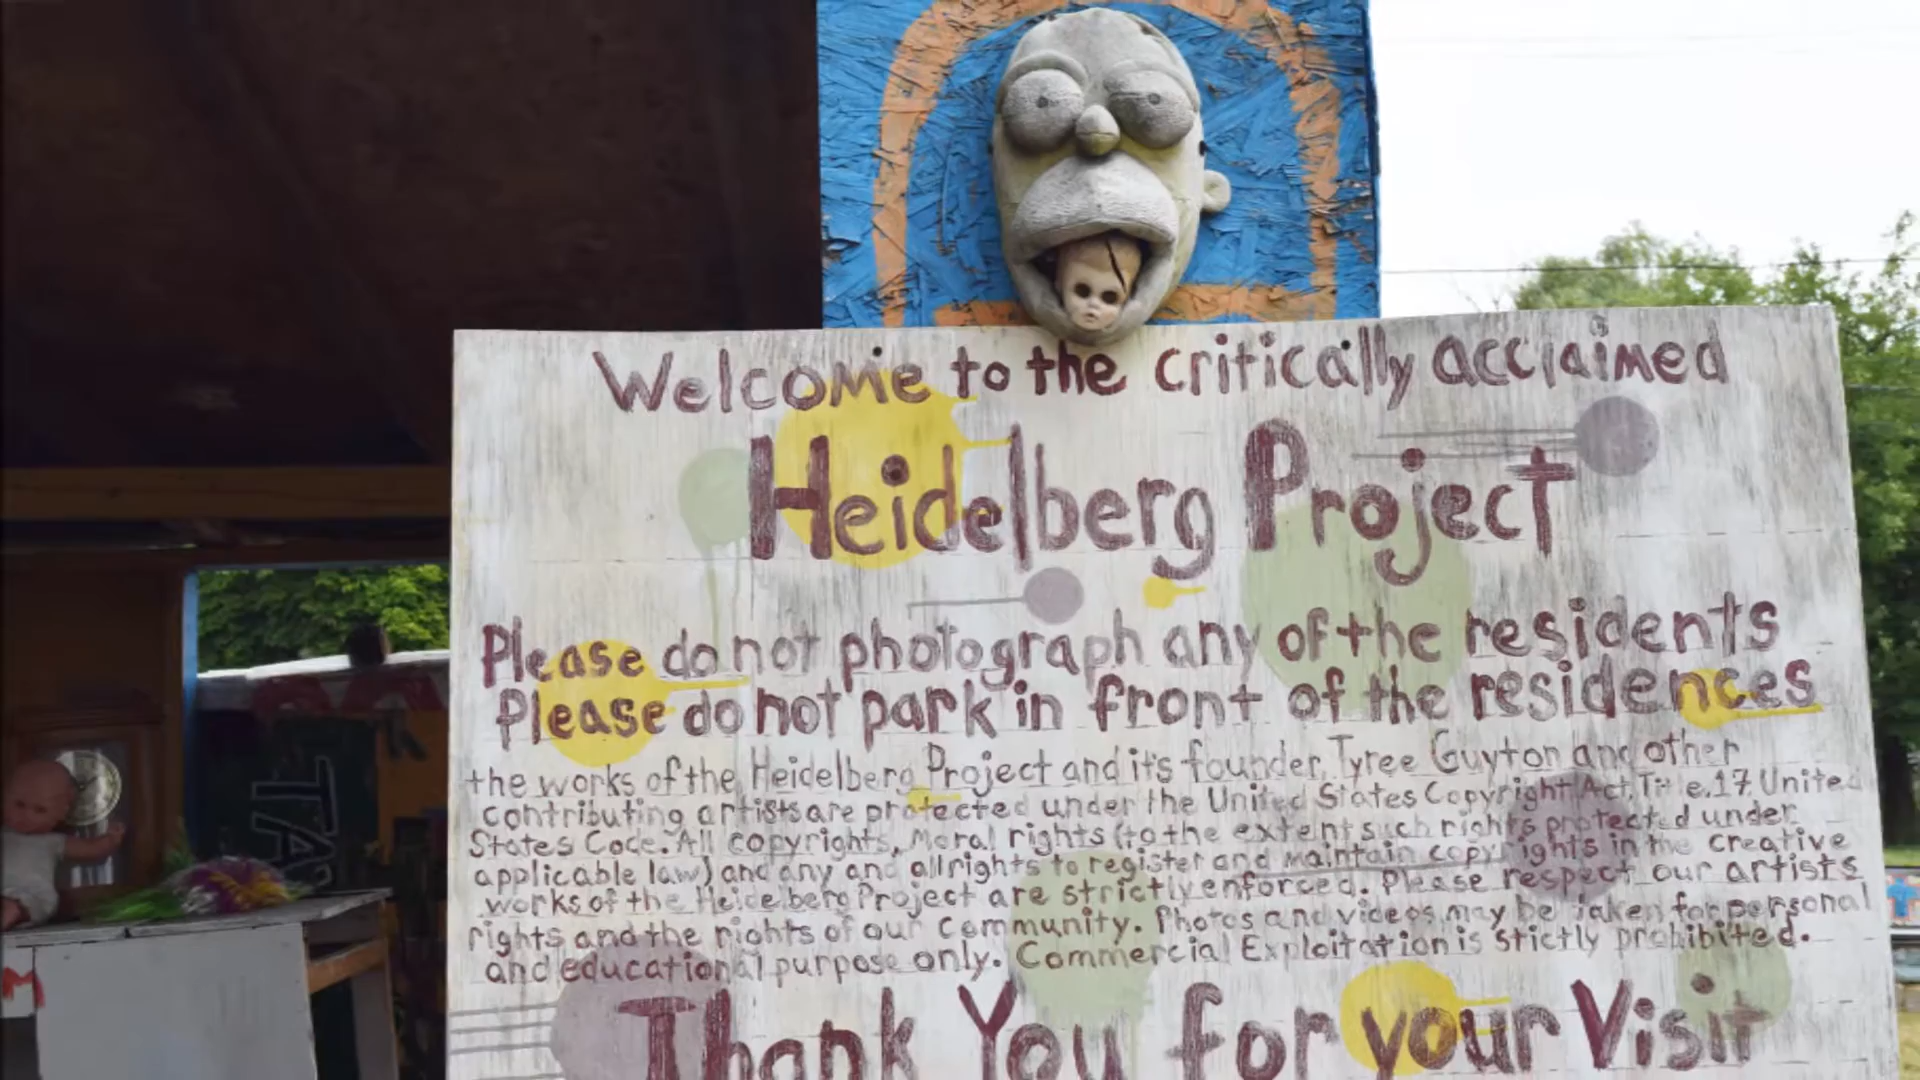 Welcome to the critically acclaimed
Heidelberg Project
Please do not photograph any of the residents
Please do not park in front of the residences
the works of the Heidelberg Project and it's founder, Tyree Guyton and other
contributing artists are protected under the United States Copyright Act, Title, 17, United
States Code. All copyrights, Moral rights (to the extent such rights protected under
applicable law) and any and all rights to register and maintain copyrights in the creative
works of the Heidelberg Project are strictly enforced. Please respect our artists
rights and the rights of our Community. Photos and videos may be taken for personal
and educational purpose only. Commercial Exploitation is stictly prohibited.
Thank You for your Visit
TA
M